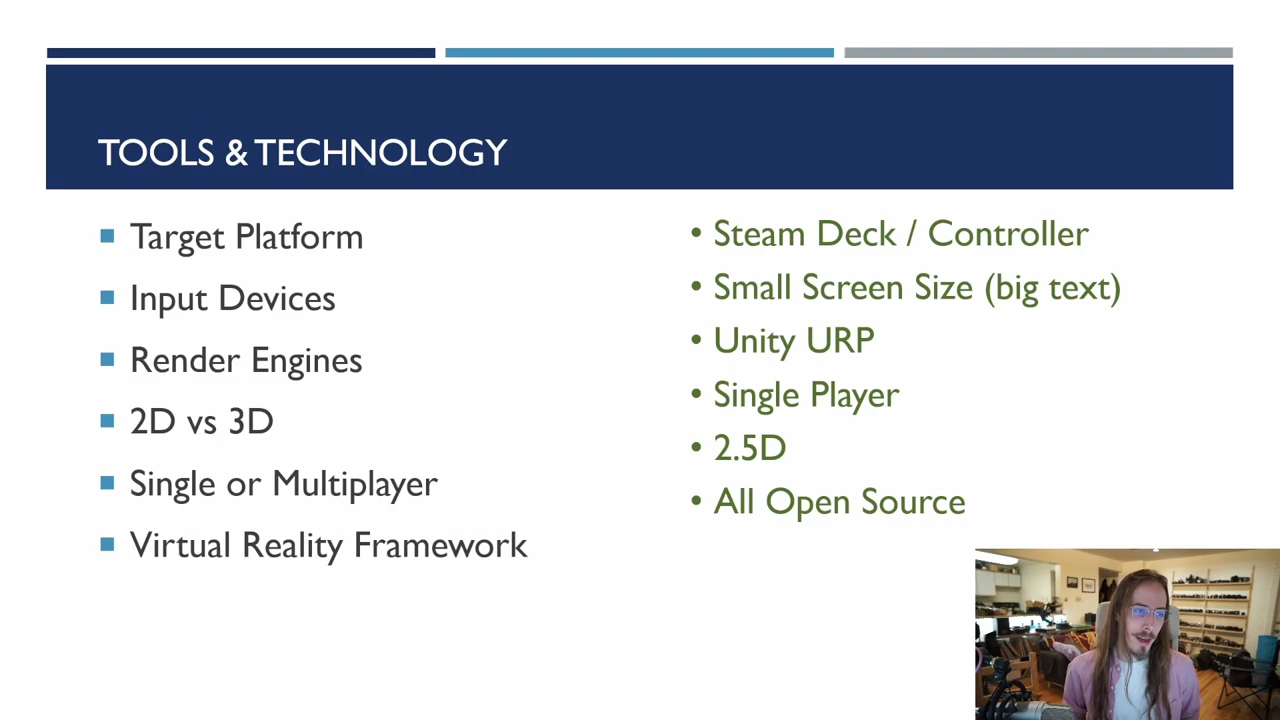 TOOLS & TECHNOLOGY
Target Platform
Input Devices
Render Engines
2D vs 3D
Single or Multiplayer
Virtual Reality Framework
• Steam Deck / Controller
• Small Screen Size (big text)
• Unity URP
• Single Player
• 2.5D
• All Open Source